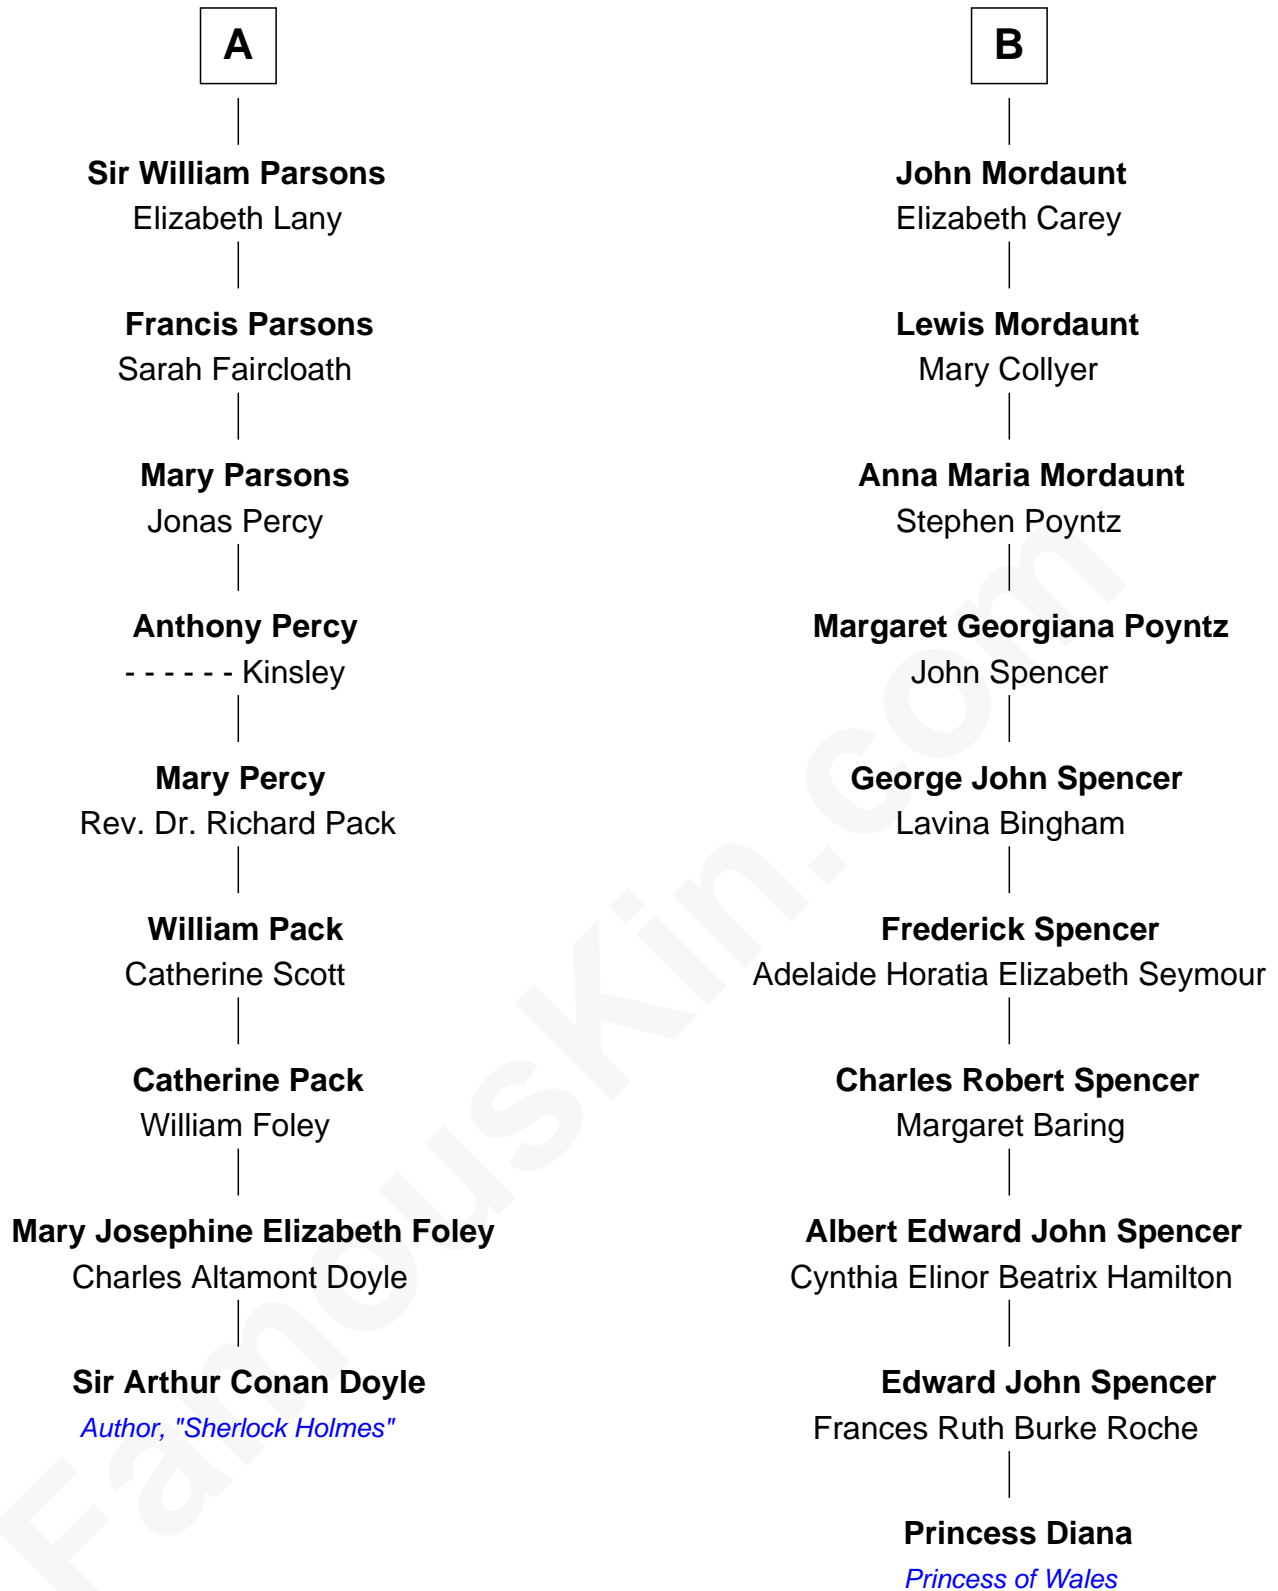 A
Sir William Parsons
Elizabeth Lany
Francis Parsons
Sarah Faircloath
Mary Parsons
Jonas Percy
Anthony Percy
- - - - - - Kinsley
Mary Percy
Rev. Dr. Richard Pack
William Pack
Catherine Scott
Catherine Pack
William Foley
Mary Josephine Elizabeth Foley
Charles Altamont Doyle
Sir Arthur Conan Doyle
Author, "Sherlock Holmes"
B
John Mordaunt
Elizabeth Carey
Lewis Mordaunt
Mary Collyer
Anna Maria Mordaunt
Stephen Poyntz
Margaret Georgiana Poyntz
John Spencer
George John Spencer
Lavina Bingham
Frederick Spencer
Adelaide Horatia Elizabeth Seymour
Charles Robert Spencer
Margaret Baring
Albert Edward John Spencer
Cynthia Elinor Beatrix Hamilton
Edward John Spencer
Frances Ruth Burke Roche
Princess Diana
Princess of Wales
FamousKin.com